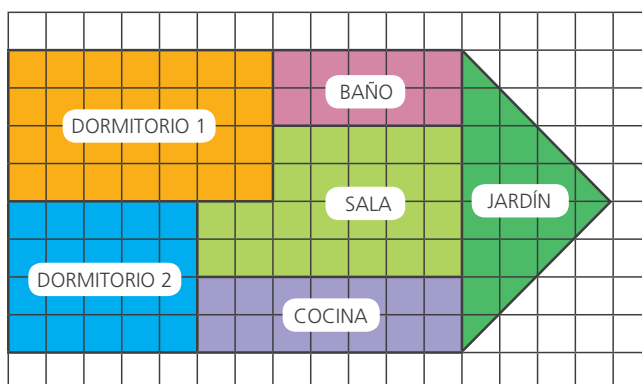 BAÑO
DORMITORIO 1
SALA
JARDÍN
DORMITORIO 2
COCINA